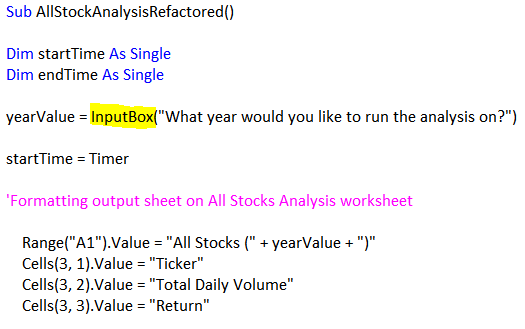 Sub AllStockAnalysisRefactored()
Dim startTime As Single
Dim endTime As Single
yearValue = InputBox("What year would you like to run the analysis on?")
startTime = Timer
'Formatting output sheet on All Stocks Analysis worksheet
Range("A1").Value = "All Stocks (" + yearValue + ")"
Cells(3, 1).Value = "Ticker"
Cells(3, 2).Value = "Total Daily Volume"
Cells(3, 3).Value = "Return"